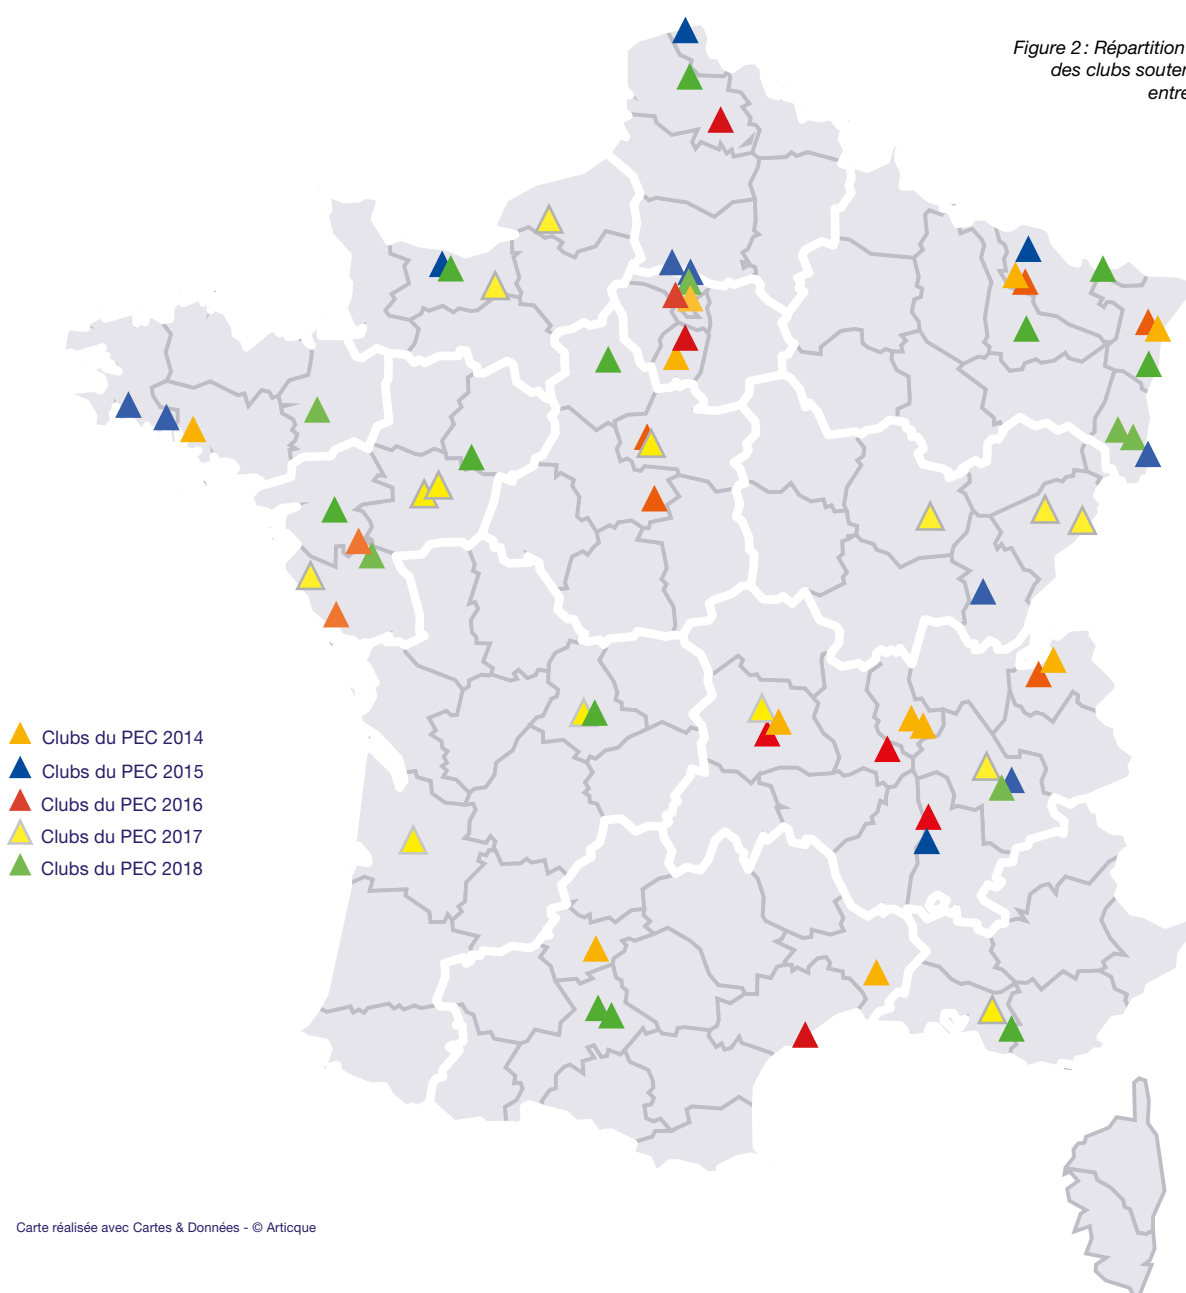 Figure 2 : Répartition
des clubs souten
entre
Clubs du PEC 2014
Clubs du PEC 2015
Clubs du PEC 2016
Clubs du PEC 2017
Clubs du PEC 2018
Carte réalisée avec Cartes & Données - © Articque